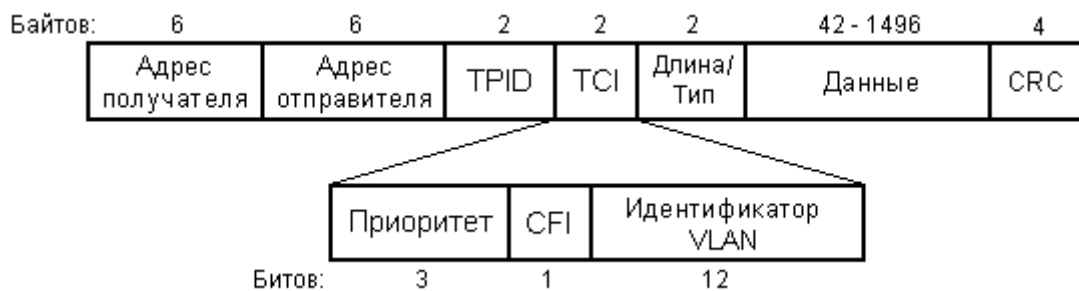 Байтов: 6 6 2 2 2 42 - 1496 4
Адрес получателя Адрес отправителя TPID TCI Длина/ Тип Данные CRC
Приоритет CFI Идентификатор VLAN
Битов: 3 1 12